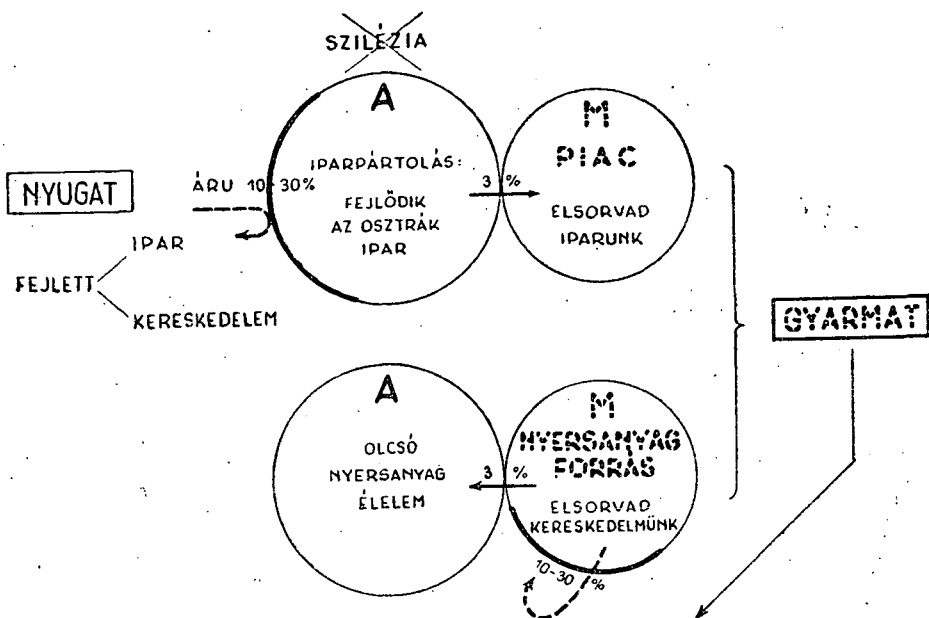 SZILÉZIA
A
IPARPÁRTOLÁS:
FEJLŐDIK
AZ OSZTRÁK
IPAR
3 %
M
PIAC
ELSORVAD
IPARUNK
NYUGAT
ÁRU 10-30%
FEJLETT
IPAR
KERESKEDELEM
GYARMAT
A
OLCSÓ
NYERSANYAG
ÉLELEM
3 %
M
NYERSANYAG
FORRÁS
ELSORVAD
KERESKEDELMÜNK
10-30 %